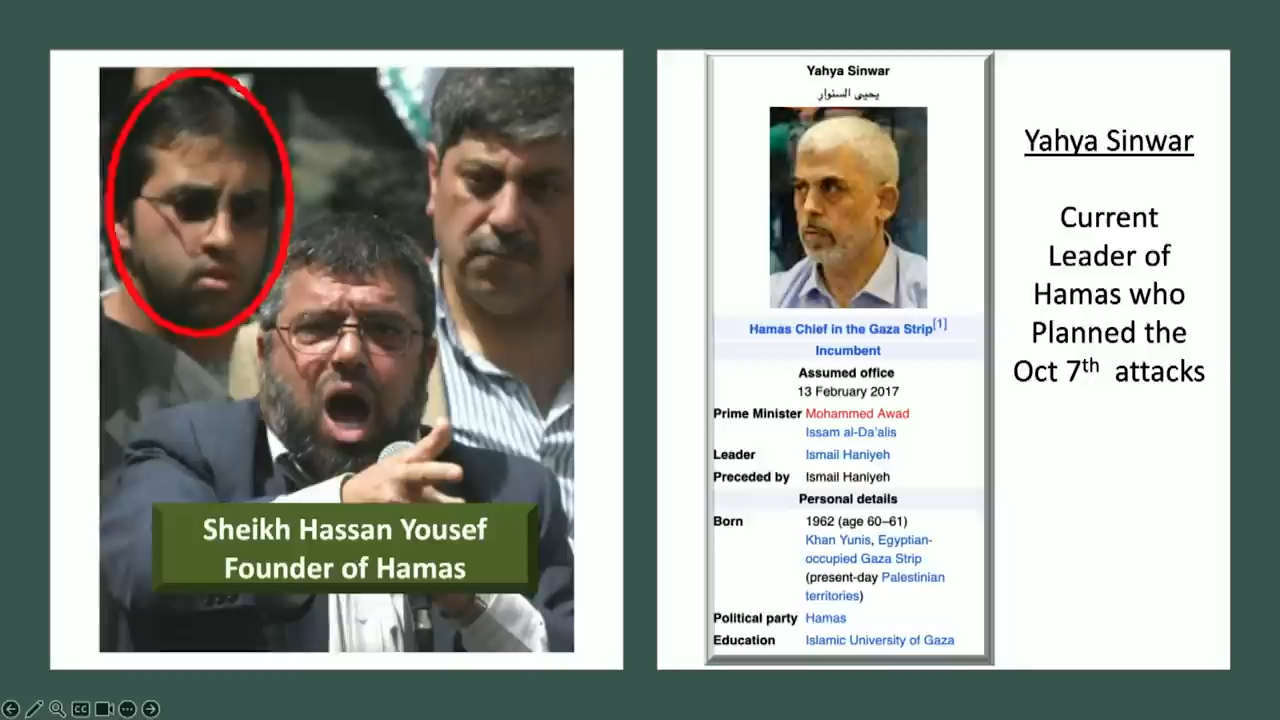 Sheikh Hassan Yousef
Founder of Hamas
Yahya Sinwar
يحيى السنوار
Hamas Chief in the Gaza Strip[1]
Incumbent
Assumed office
13 February 2017
Prime Minister Mohammed Awad
Issam al-Da'alis
Leader Ismail Haniyeh
Preceded by Ismail Haniyeh
Personal details
Born 1962 (age 60–61)
Khan Yunis, Egyptian-
occupied Gaza Strip
(present-day Palestinian
territories)
Political party Hamas
Education Islamic University of Gaza
Yahya Sinwar
Current
Leader of
Hamas who
Planned the
Oct 7th attacks
CC